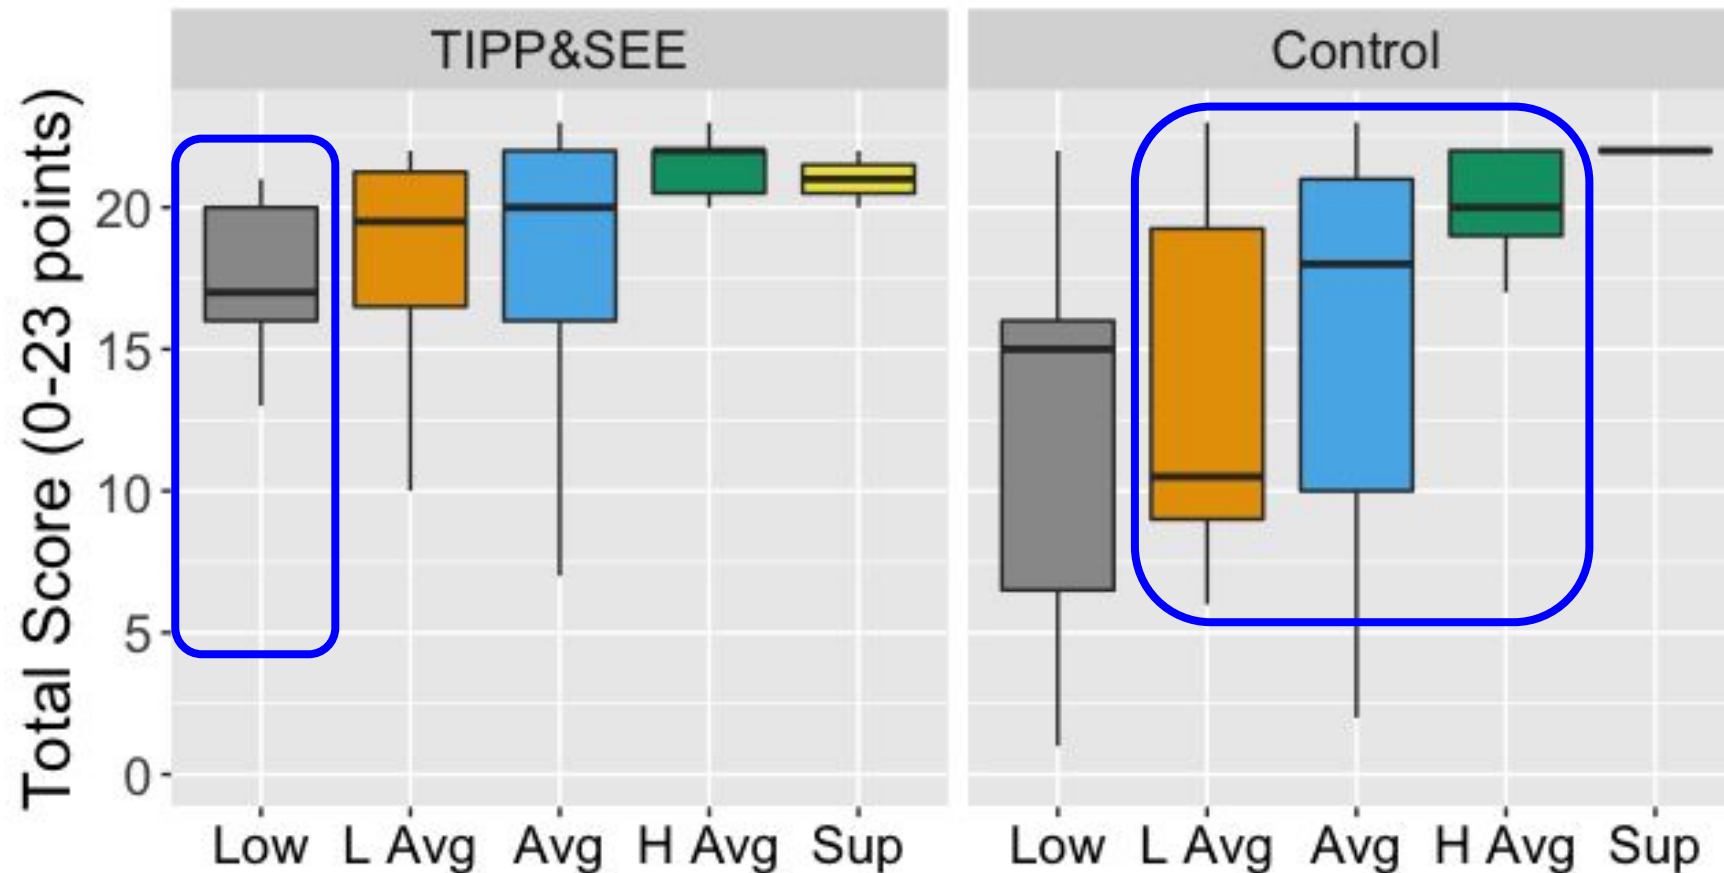 TIPP&SEE Control
Total Score (0-23 points)
20
15
10
5
0
Low L Avg Avg H Avg Sup Low L Avg Avg H Avg Sup